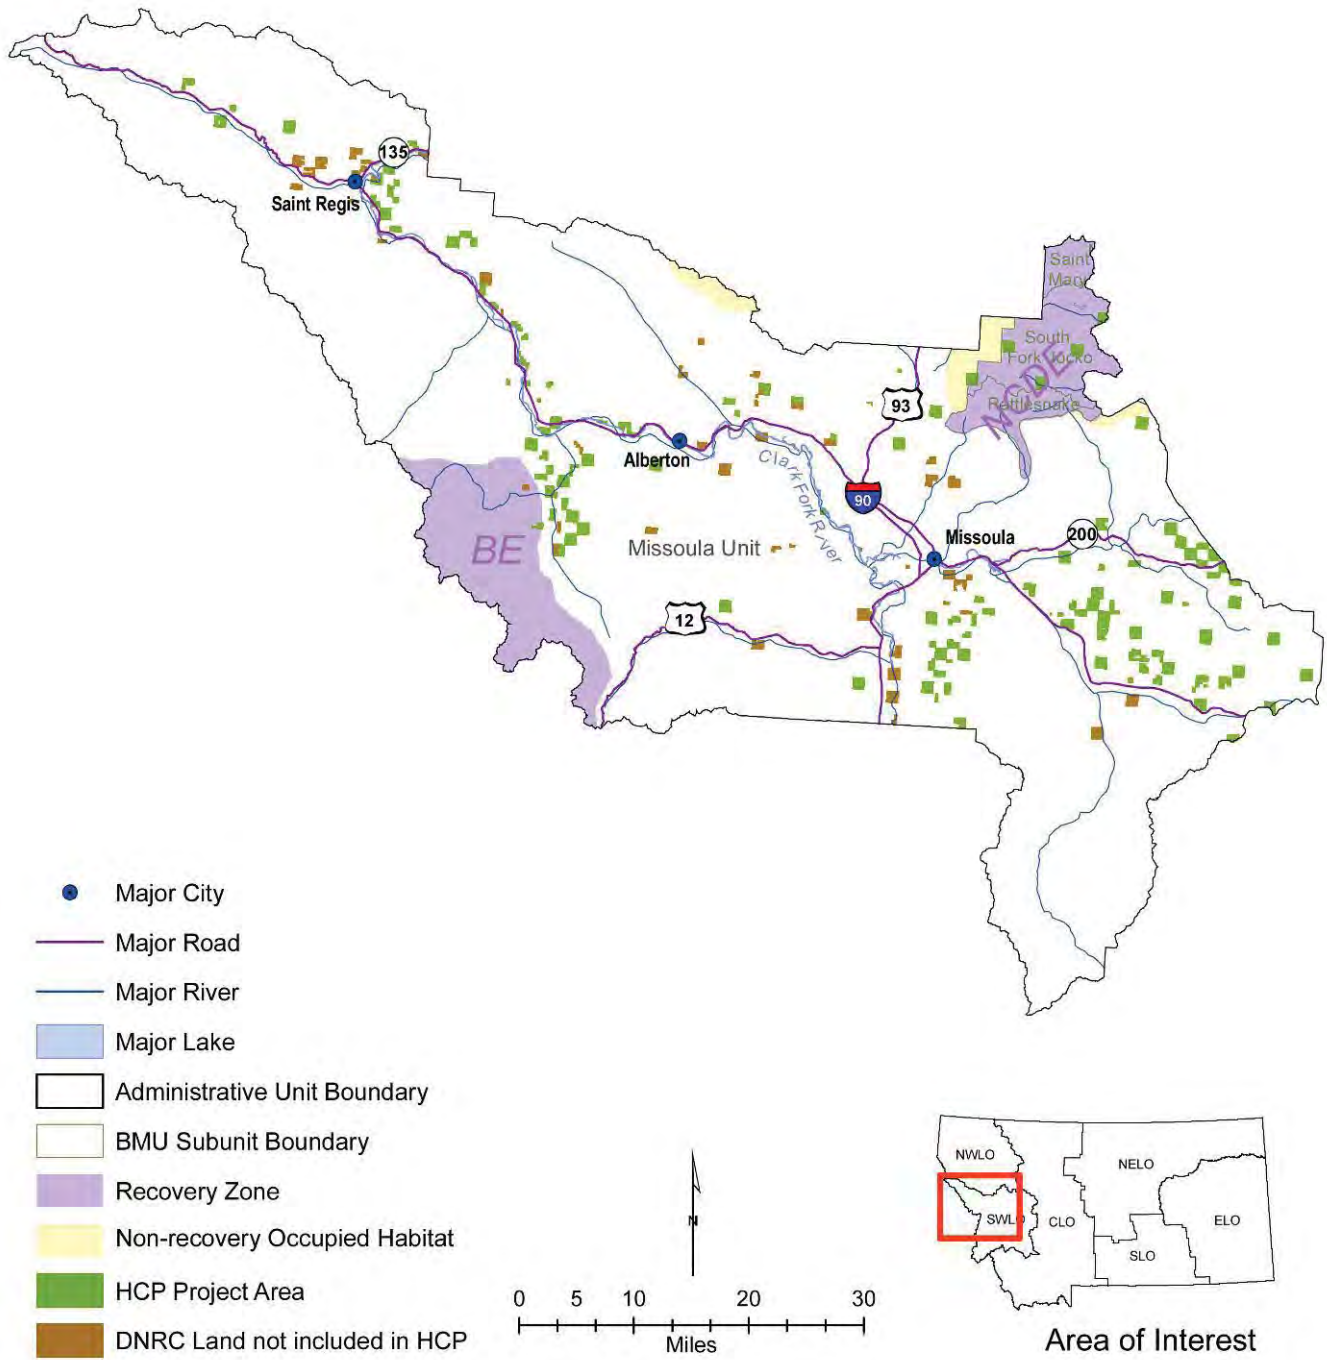 135
Saint Regis
Saint
Mary
South
Fork Jocko
NCDE
Rattlesnake
93
Alberton
Clark Fork River
90
BE
Missoula Unit
Missoula
200
12
Major City
Major Road
Major River
Major Lake
Administrative Unit Boundary
BMU Subunit Boundary
Recovery Zone
Non-recovery Occupied Habitat
HCP Project Area
DNRC Land not included in HCP
N
0 5 10 20 30
Miles
NWLO
NELO
SWLO
CLO
ELO
SLO
Area of Interest